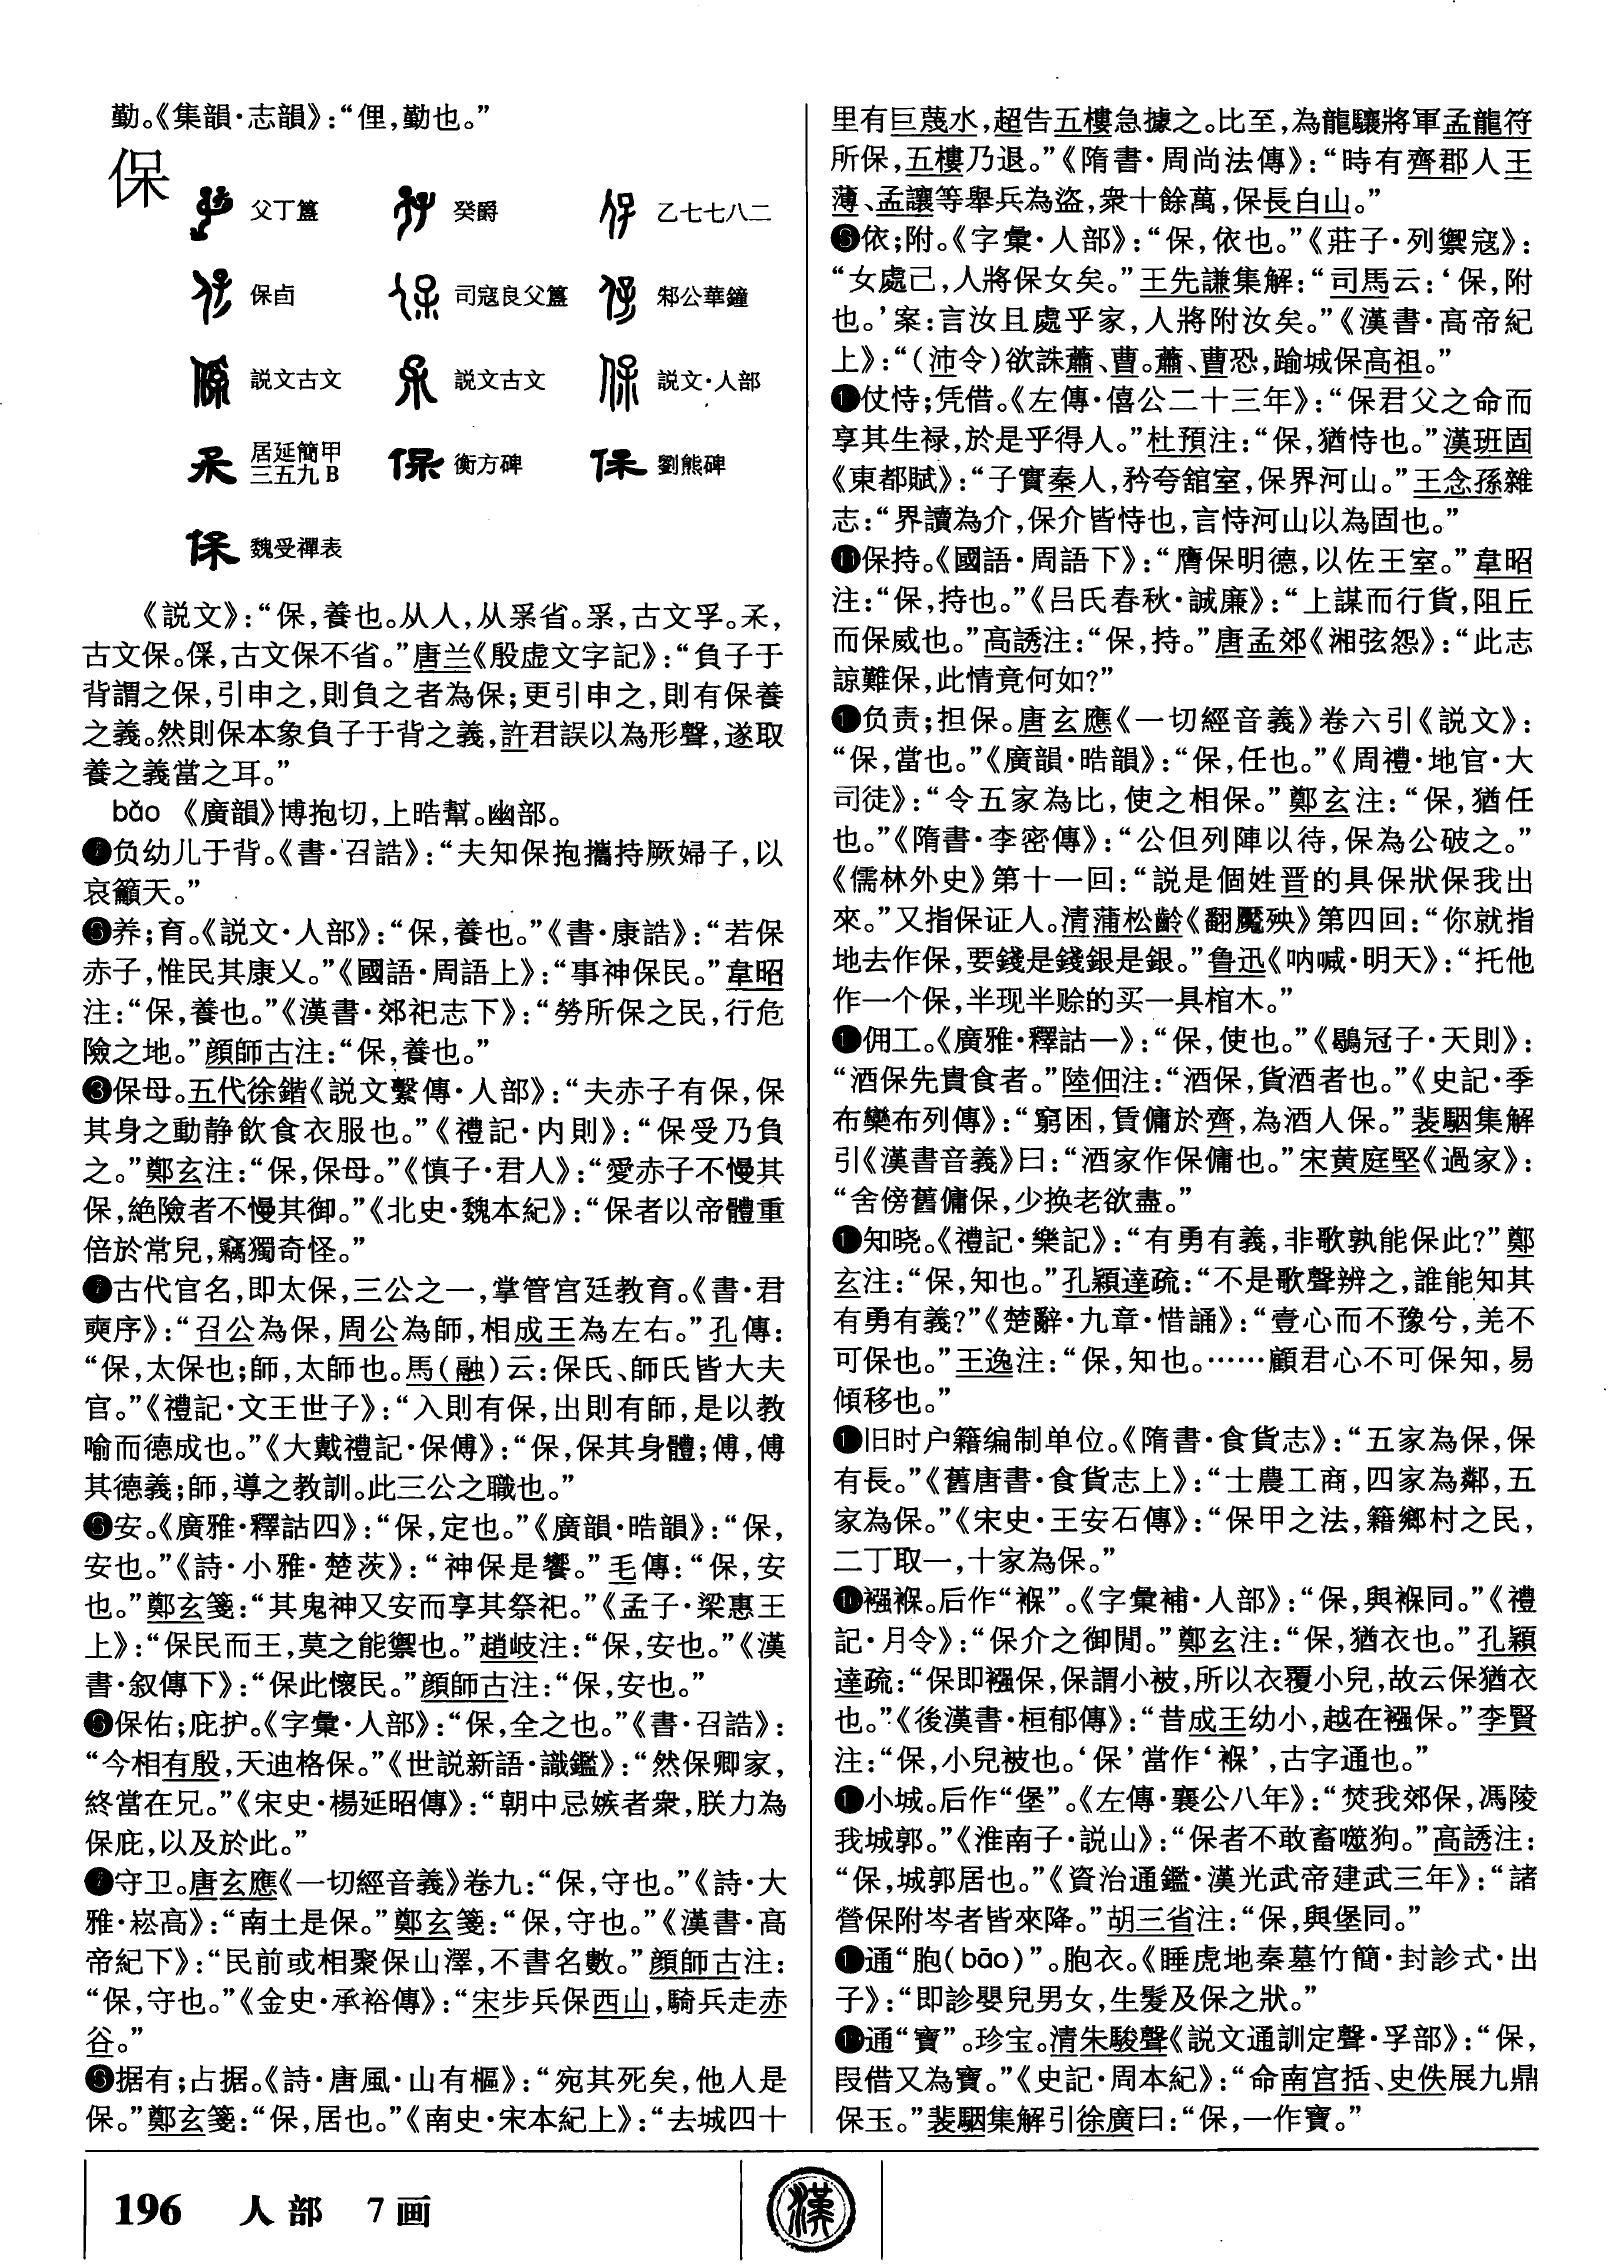 勤。《集韻·志韻》：“俚，勤也。”
保
父丁簋　癸爵　乙七七八二
保卣　司寇良父簋　邾公華鐘
説文古文　説文古文　説文·人部
居延簡甲三五九B　衡方碑　劉熊碑
魏受禪表
《説文》：“保，養也。从人，从𤓽省。𤓽，古文孚。𠈃，
古文保。𠊻，古文保不省。”唐兰《殷虚文字記》：“負子于
背謂之保，引申之，則負之者為保；更引申之，則有保養
之義。然則保本象負子于背之義，許君誤以為形聲，遂取
養之義當之耳。”
bǎo 《廣韻》博抱切，上晧幫。幽部。
负幼儿于背。《書·召誥》：“夫知保抱攜持厥婦子，以
哀籲天。”
养；育。《説文·人部》：“保，養也。”《書·康誥》：“若保
赤子，惟民其康乂。”《國語·周語上》：“事神保民。”韋昭
注：“保，養也。”《漢書·郊祀志下》：“勞所保之民，行危
險之地。”顔師古注：“保，養也。”
❸保母。五代徐鍇《説文繫傳·人部》：“夫赤子有保，保
其身之動静飲食衣服也。”《禮記·内則》：“保受乃負
之。”鄭玄注：“保，保母。”《慎子·君人》：“愛赤子不慢其
保，絶險者不慢其御。”《北史·魏本紀》：“保者以帝體重
倍於常兒，竊獨奇怪。”
古代官名，即太保，三公之一，掌管宫廷教育。《書·君
奭序》：“召公為保，周公為師，相成王為左右。”孔傳：
“保，太保也；師，太師也。馬（融）云：保氏、師氏皆大夫
官。”《禮記·文王世子》：“入則有保，出則有師，是以教
喻而德成也。”《大戴禮記·保傅》：“保，保其身體；傅，傅
其德義；師，導之教訓。此三公之職也。”
安。《廣雅·釋詁四》：“保，定也。”《廣韻·晧韻》：“保，
安也。”《詩·小雅·楚茨》：“神保是饗。”毛傳：“保，安
也。”鄭玄箋：“其鬼神又安而享其祭祀。”《孟子·梁惠王
上》：“保民而王，莫之能禦也。”趙岐注：“保，安也。”《漢
書·叙傳下》：“保此懷民。”顔師古注：“保，安也。”
保佑；庇护。《字彙·人部》：“保，全之也。”《書·召誥》：
“今相有殷，天迪格保。”《世説新語·識鑑》：“然保卿家，
終當在兄。”《宋史·楊延昭傳》：“朝中忌嫉者衆，朕力為
保庇，以及於此。”
守卫。唐玄應《一切經音義》卷九：“保，守也。”《詩·大
雅·崧高》：“南土是保。”鄭玄箋：“保，守也。”《漢書·高
帝紀下》：“民前或相聚保山澤，不書名數。”顔師古注：
“保，守也。”《金史·承裕傳》：“宋步兵保西山，騎兵走赤
谷。”
据有；占据。《詩·唐風·山有樞》：“宛其死矣，他人是
保。”鄭玄箋：“保，居也。”《南史·宋本紀上》：“去城四十
里有巨蔑水，超告五樓急據之。比至，為龍驤將軍孟龍符
所保，五樓乃退。”《隋書·周尚法傳》：“時有齊郡人王
薄、孟讓等舉兵為盜，衆十餘萬，保長白山。”
依；附。《字彙·人部》：“保，依也。”《莊子·列禦寇》：
“女處己，人將保女矣。”王先謙集解：“司馬云：‘保，附
也。’案：言汝且處乎家，人將附汝矣。”《漢書·高帝紀
上》：“（沛令）欲誅蕭、曹。蕭、曹恐，踰城保高祖。”
仗恃；凭借。《左傳·僖公二十三年》：“保君父之命而
享其生禄，於是乎得人。”杜預注：“保，猶恃也。”漢班固
《東都賦》：“子實秦人，矜夸舘室，保界河山。”王念孫雜
志：“界讀為介，保介皆恃也，言恃河山以為固也。”
⓫保持。《國語·周語下》：“膺保明德，以佐王室。”韋昭
注：“保，持也。”《吕氏春秋·誠廉》：“上謀而行貨，阻丘
而保威也。”高誘注：“保，持。”唐孟郊《湘弦怨》：“此志
諒難保，此情竟何如？”
负责；担保。唐玄應《一切經音義》卷六引《説文》：
“保，當也。”《廣韻·晧韻》：“保，任也。”《周禮·地官·大
司徒》：“令五家為比，使之相保。”鄭玄注：“保，猶任
也。”《隋書·李密傳》：“公但列陣以待，保為公破之。”
《儒林外史》第十一回：“説是個姓晋的具保狀保我出
來。”又指保证人。清蒲松齡《翻魘殃》第四回：“你就指
地去作保，要錢是錢銀是銀。”鲁迅《呐喊·明天》：“托他
作一个保，半现半赊的买一具棺木。”
佣工。《廣雅·釋詁一》：“保，使也。”《鶡冠子·天則》：
“酒保先貴食者。”陸佃注：“酒保，貨酒者也。”《史記·季
布欒布列傳》：“窮困，賃傭於齊，為酒人保。”裴駰集解
引《漢書音義》曰：“酒家作保傭也。”宋黄庭堅《過家》：
“舍傍舊傭保，少换老欲盡。”
知晓。《禮記·樂記》：“有勇有義，非歌孰能保此？”鄭
玄注：“保，知也。”孔穎達疏：“不是歌聲辨之，誰能知其
有勇有義？”《楚辭·九章·惜誦》：“壹心而不豫兮，羌不
可保也。”王逸注：“保，知也。……顧君心不可保知，易
傾移也。”
旧时户籍编制单位。《隋書·食貨志》：“五家為保，保
有長。”《舊唐書·食貨志上》：“士農工商，四家為鄰，五
家為保。”《宋史·王安石傳》：“保甲之法，籍鄉村之民，
二丁取一，十家為保。”
襁褓。后作“褓”。《字彙補·人部》：“保，與褓同。”《禮
記·月令》：“保介之御閒。”鄭玄注：“保，猶衣也。”孔穎
達疏：“保即襁保，保謂小被，所以衣覆小兒，故云保猶衣
也。”《後漢書·桓郁傳》：“昔成王幼小，越在襁保。”李賢
注：“保，小兒被也。‘保’當作‘褓’，古字通也。”
小城。后作“堡”。《左傳·襄公八年》：“焚我郊保，馮陵
我城郭。”《淮南子·説山》：“保者不敢畜噬狗。”高誘注：
“保，城郭居也。”《資治通鑑·漢光武帝建武三年》：“諸
營保附岑者皆來降。”胡三省注：“保，與堡同。”
通“胞（bāo）”。胞衣。《睡虎地秦墓竹簡·封診式·出
子》：“即診嬰兒男女，生髮及保之狀。”
通“寶”。珍宝。清朱駿聲《説文通訓定聲·孚部》：“保，
叚借又為寶。”《史記·周本紀》：“命南宫括、史佚展九鼎
保玉。”裴駰集解引徐廣曰：“保，一作寶。”
196　人部　7画
漢